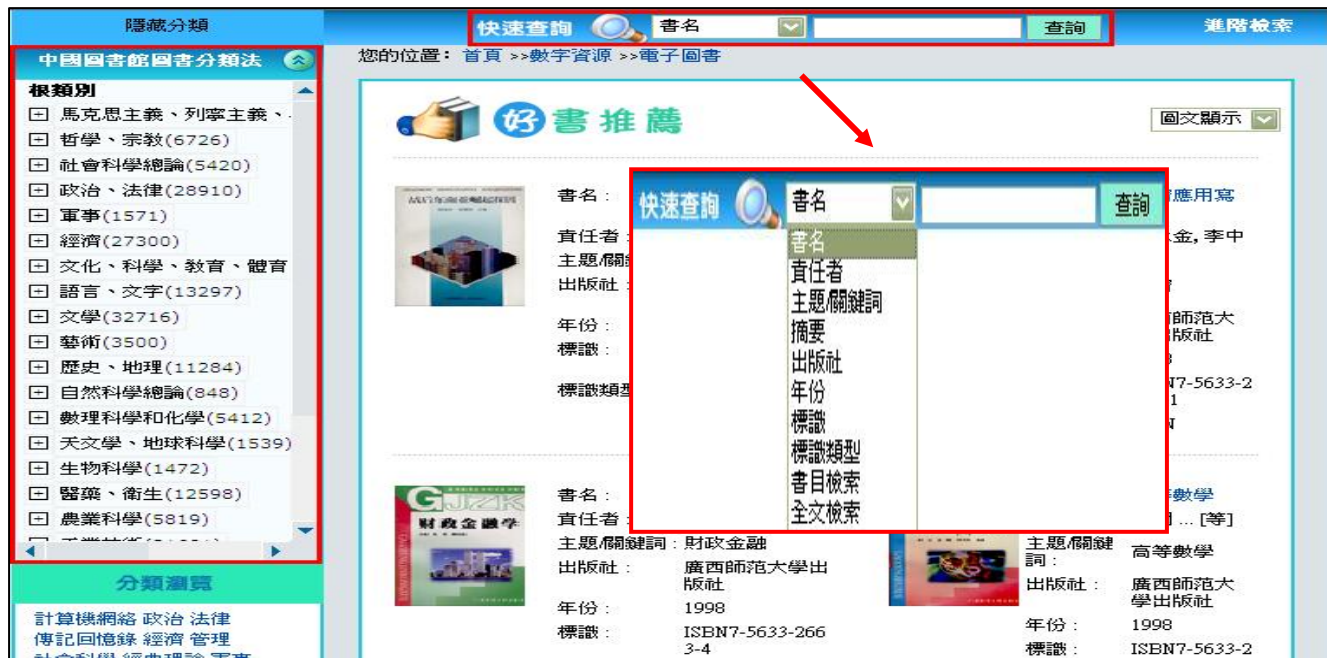 隱藏分類
快速查詢 書名 查詢
進階檢索
中國圖書館圖書分類法
您的位置：首頁 >>數字資源 >>電子圖書
根類別
馬克思主義、列寧主義、
哲學、宗教(6726)
社會科學總論(5420)
政治、法律(28910)
軍事(1571)
經濟(27300)
文化、科學、教育、體育
語言、文字(13297)
文學(32716)
藝術(3500)
歷史、地理(11284)
自然科學總論(848)
數理科學和化學(5412)
天文學、地球科學(1539)
生物科學(1472)
醫藥、衛生(12598)
農業科學(5819)
分類瀏覽
計算機網絡 政治 法律
傳記回憶錄 經濟 管理
好書推薦
圖文顯示
書名：
責任者：
主題/關鍵
出版社：
年份：
標識：
標識類型
快速查詢 書名 查詢
書名
責任者
主題/關鍵詞
摘要
出版社
年份
標識
標識類型
書目檢索
全文檢索
應用寫
金,李中
師范大
版社
7-5633-2
1
GJZK
财政金融学
書名：
責任者：
主題/關鍵詞：財政金融
出版社：廣西師范大學出
版社
年份：1998
標識：ISBN7-5633-266
3-4
數學
... [等]
主題/關鍵
詞：高等數學
出版社：廣西師范大
學出版社
年份：1998
標識：ISBN7-5633-2